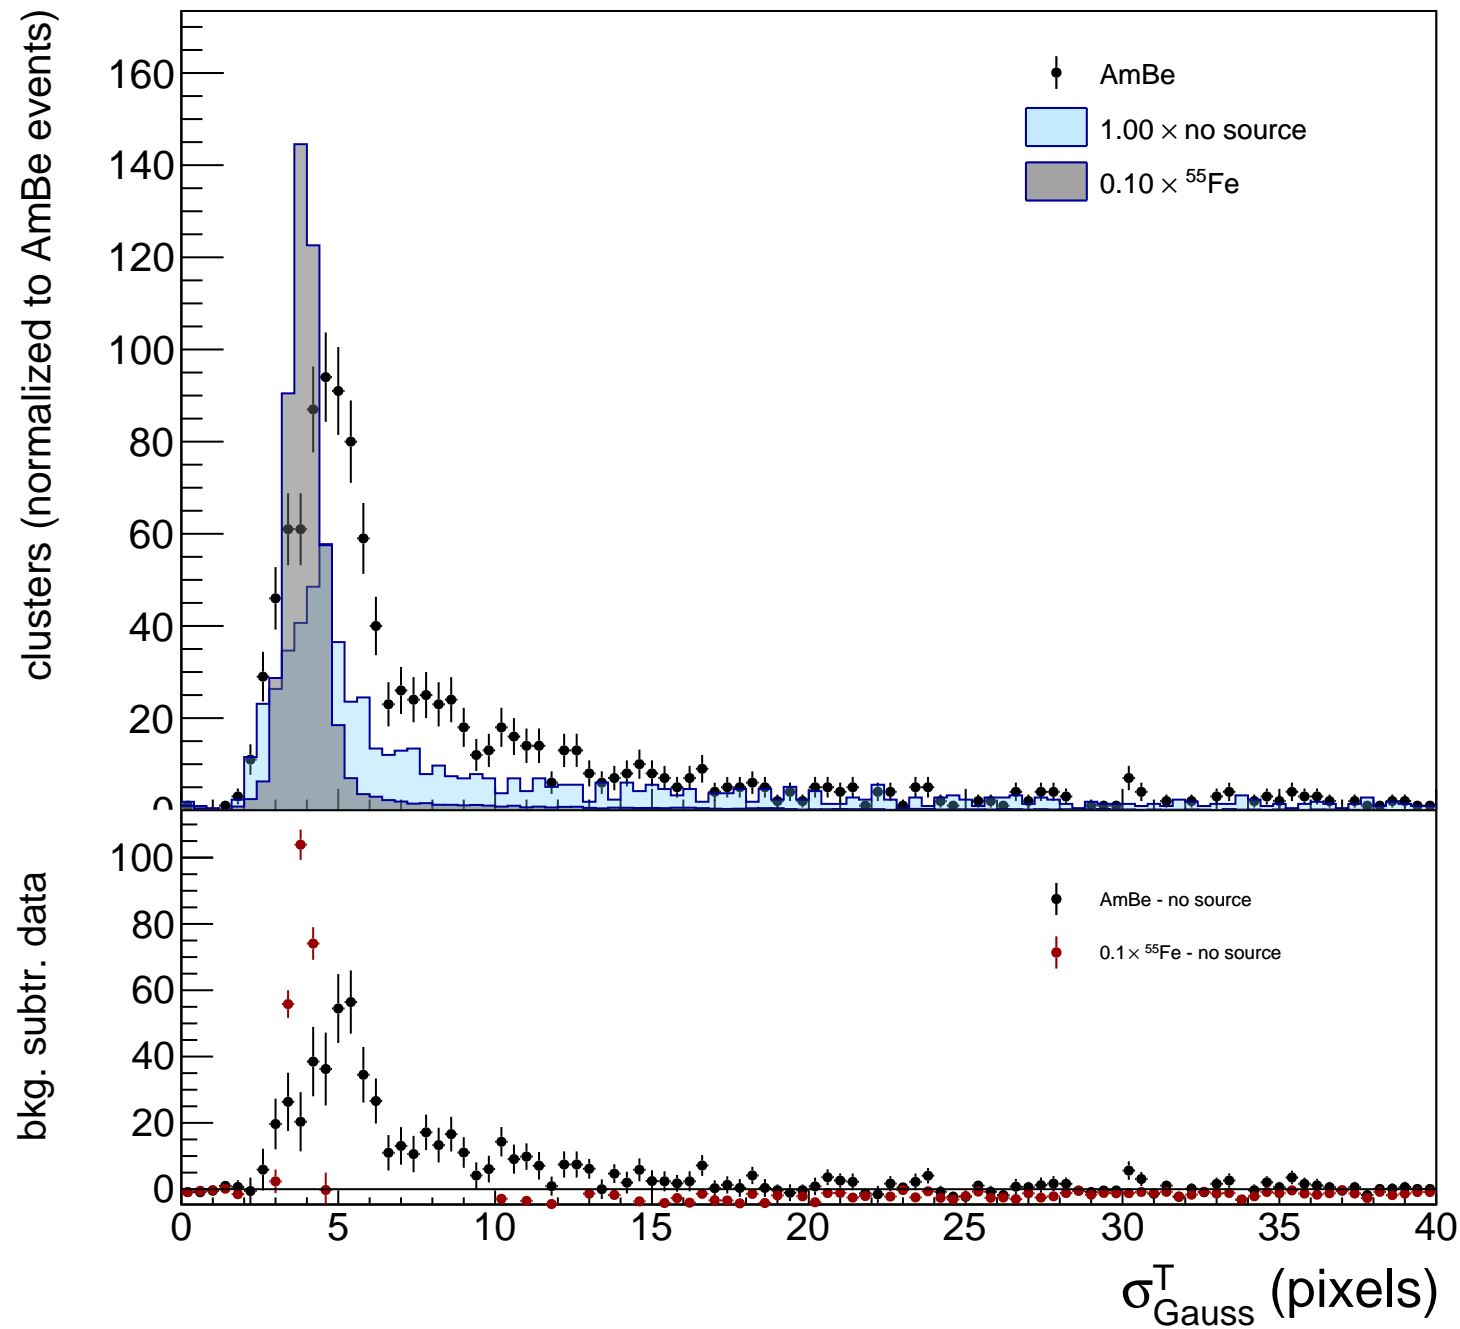 clusters (normalized to AmBe events)
160
140
120
100
80
60
40
20
0
AmBe
1.00 × no source
0.10 × ⁵⁵Fe
bkg. subtr. data
100
80
60
40
20
0
AmBe - no source
0.1× ⁵⁵Fe - no source
0 5 10 15 20 25 30 35 40
σ^T_Gauss (pixels)